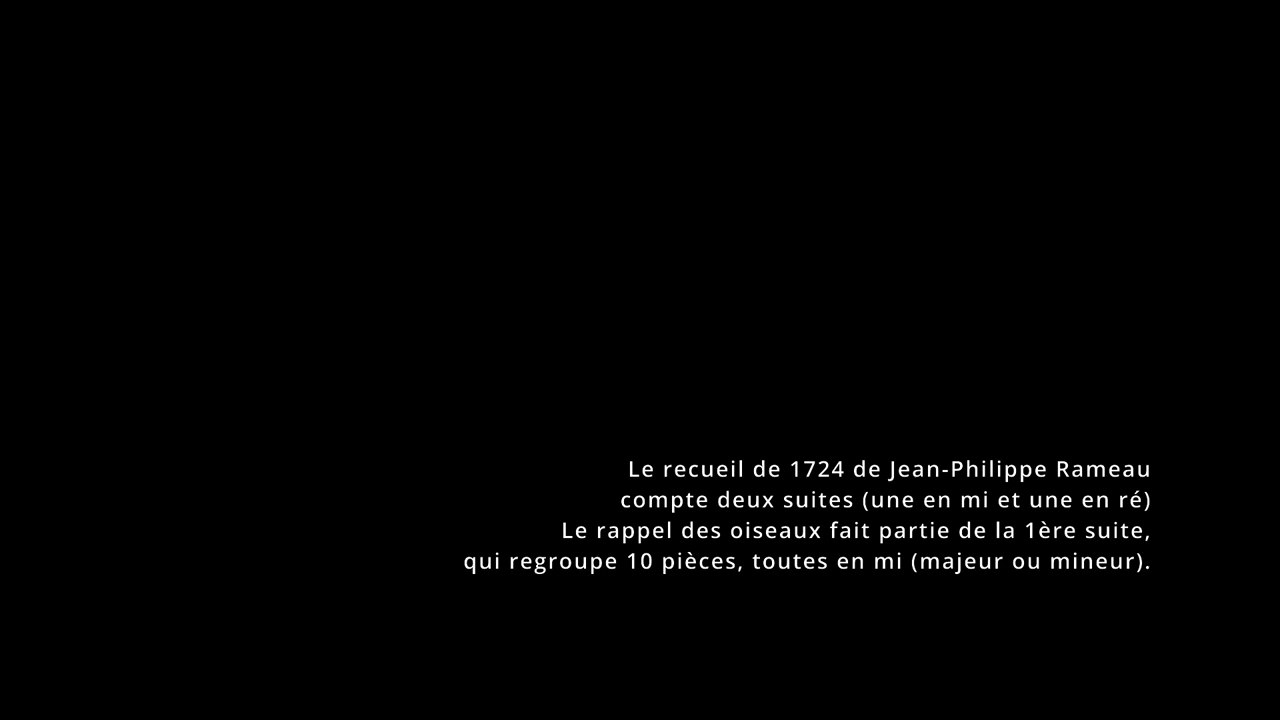 Le recueil de 1724 de Jean-Philippe Rameau
compte deux suites (une en mi et une en ré)
Le rappel des oiseaux fait partie de la 1ère suite,
qui regroupe 10 pièces, toutes en mi (majeur ou mineur).